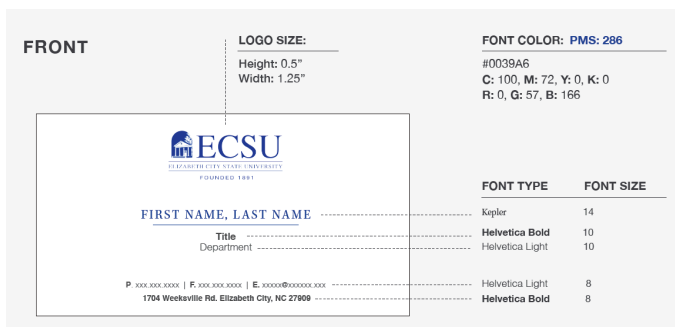 FRONT
LOGO SIZE:
Height: 0.5”
Width: 1.25”
FONT COLOR: PMS: 286
#0039A6
C: 100, M: 72, Y: 0, K: 0
R: 0, G: 57, B: 166
ECSU
ELIZABETH CITY STATE UNIVERSITY
FOUNDED 1891
FONT TYPE FONT SIZE
FIRST NAME, LAST NAME Kepler 14
Title Helvetica Bold 10
Department Helvetica Light 10
P. xxx.xxx.xxxx | F. xxx.xxx.xxxx | E. xxxxx@xxxxxx.xxx Helvetica Light 8
1704 Weeksville Rd. Elizabeth City, NC 27909 Helvetica Bold 8